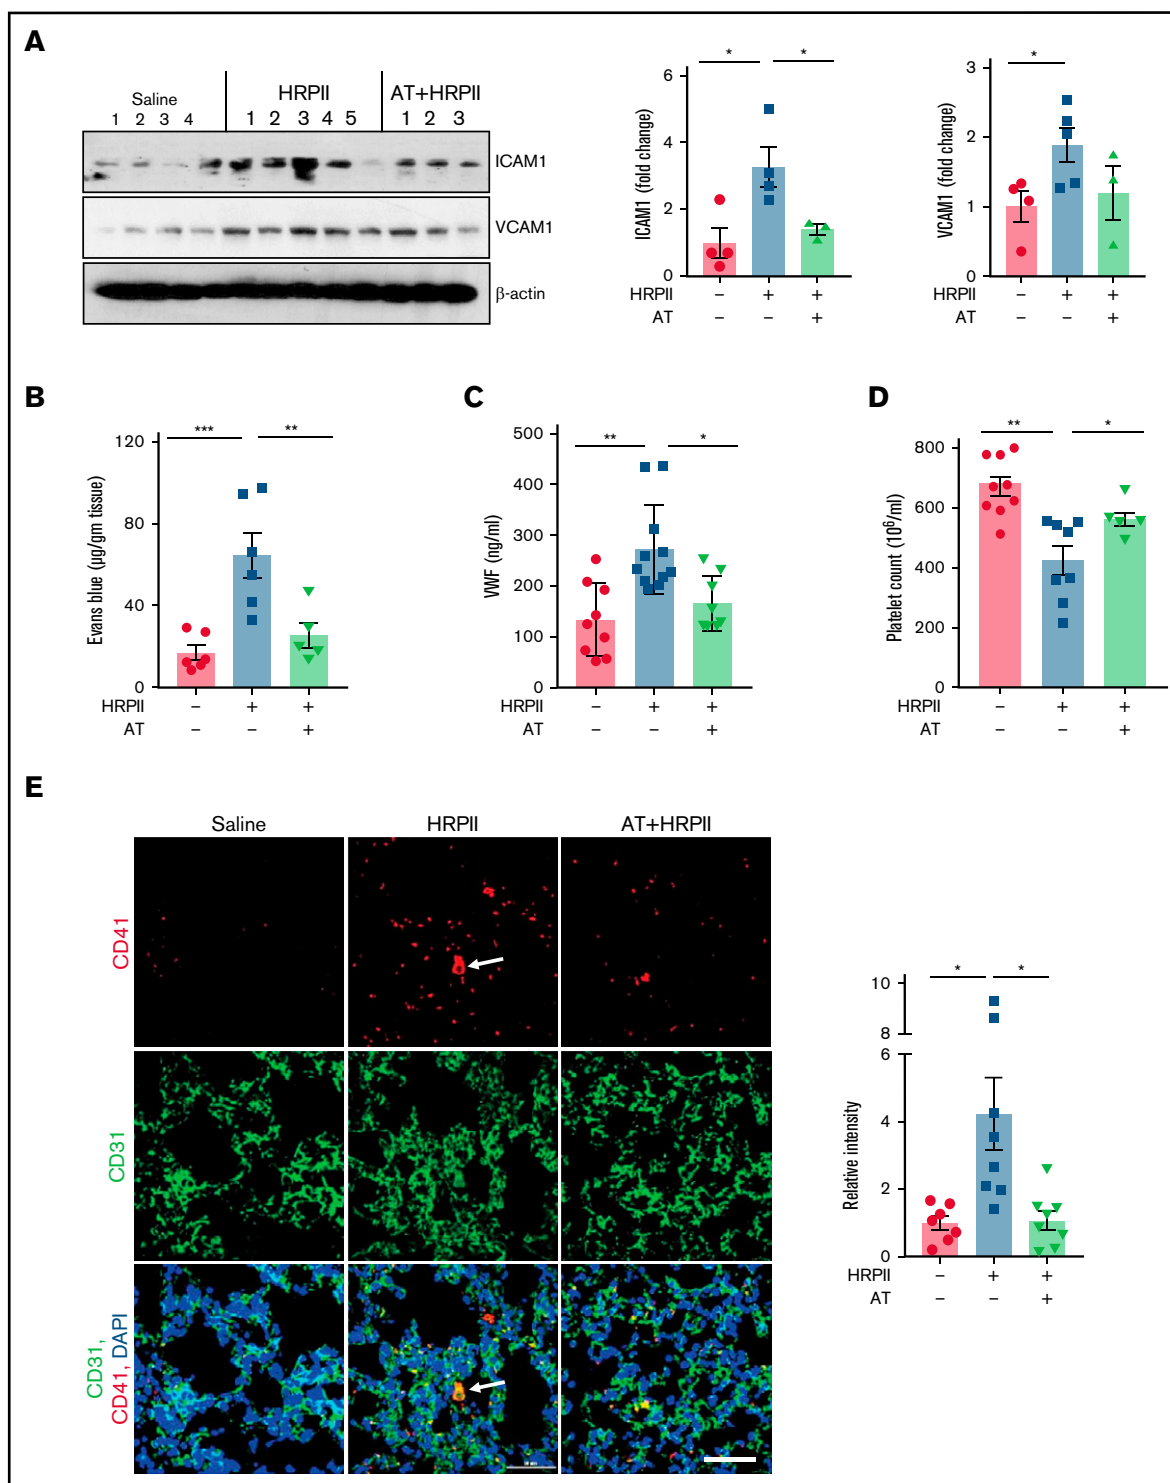 A
Saline HRPII AT+HRPII
1 2 3 4 1 2 3 4 5 1 2 3
ICAM1
VCAM1
β-actin
* *
ICAM1 (fold change)
6
4
2
0
HRPII − + +
AT − − +
*
VCAM1 (fold change)
3
2
1
0
HRPII − + +
AT − − +
B
*** **
Evans blue (μg/gm tissue)
120
80
40
0
HRPII − + +
AT − − +
C
** *
VWF (ng/ml)
500
400
300
200
100
0
HRPII − + +
AT − − +
D
** *
Platelet count (10⁶/ml)
800
600
400
200
0
HRPII − + +
AT − − +
E
Saline HRPII AT+HRPII
CD41
CD31
CD31,
CD41, DAPI
* *
Relative intensity
10
8
6
4
2
0
HRPII − + +
AT − − +